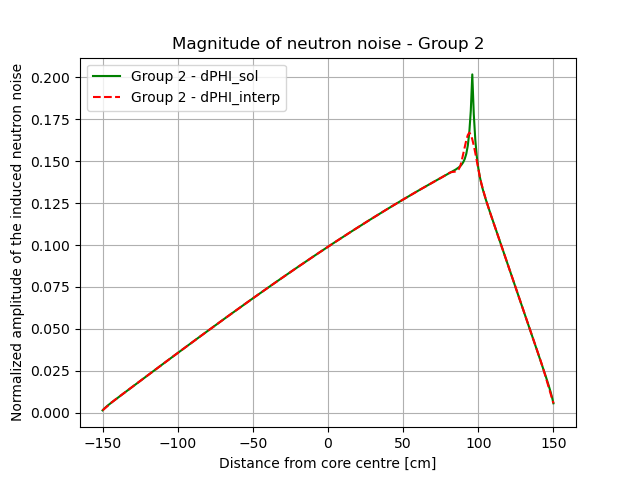 Magnitude of neutron noise - Group 2
Normalized amplitude of the induced neutron noise
0.200
0.175
0.150
0.125
0.100
0.075
0.050
0.025
0.000
Group 2 - dPHI_sol
Group 2 - dPHI_interp
−150 −100 −50 0 50 100 150
Distance from core centre [cm]